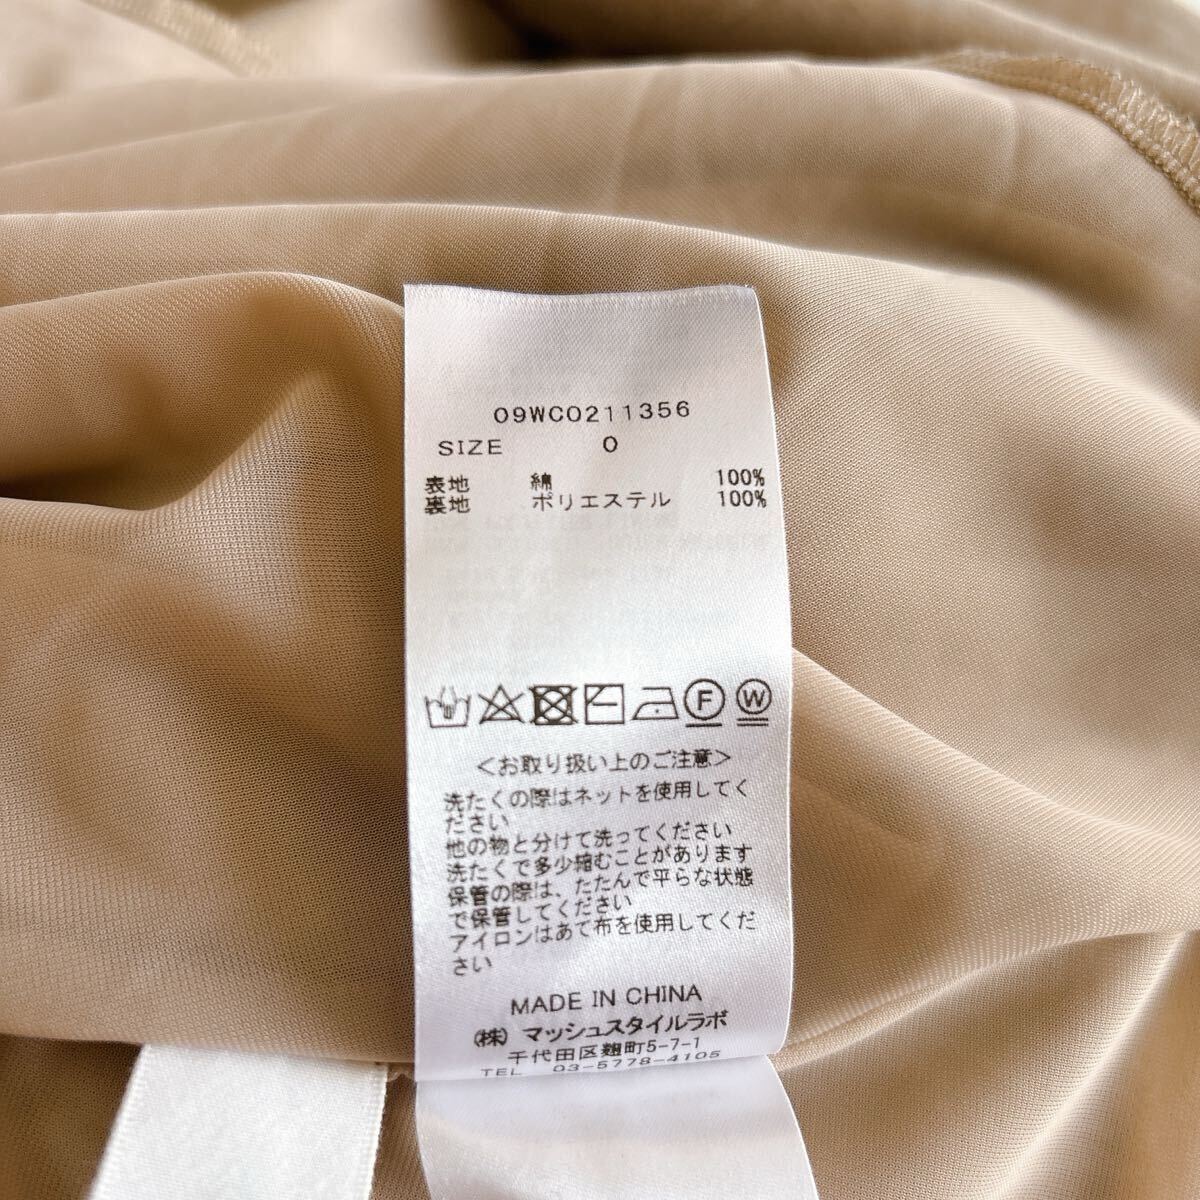 09WCO211356
SIZE 0
表地 綿 100%
裏地 ポリエステル 100%
F W
＜お取り扱い上のご注意＞
洗たくの際はネットを使用してく
ださい
他の物と分けて洗ってください
洗たくで多少縮むことがあります
保管の際は、たたんで平らな状態
で保管してください
アイロンはあて布を使用してくだ
さい
MADE IN CHINA
(株) マッシュスタイルラボ
千代田区麹町5-7-1
TEL 03-5778-4105